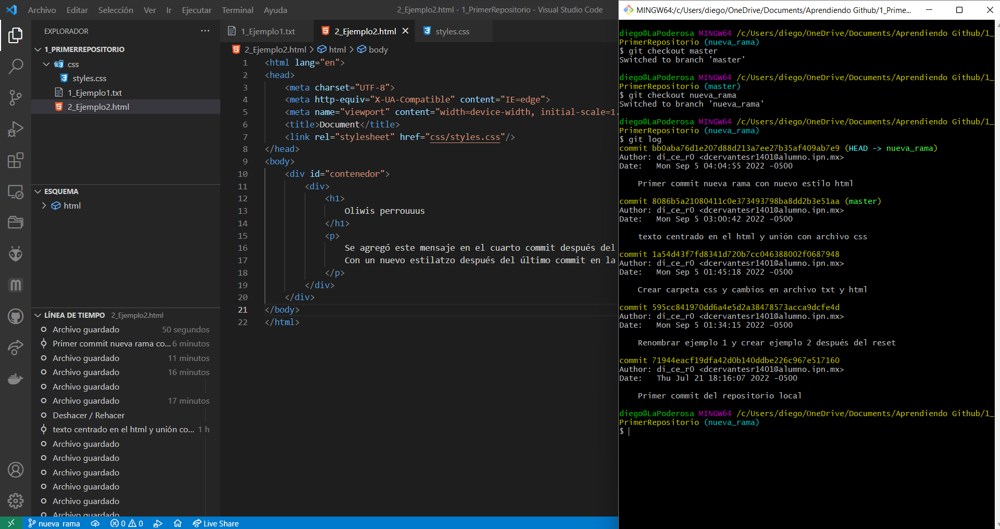 Archivo Editar Selección Ver Ir Ejecutar Terminal Ayuda
2_Ejemplo2.html - 1_PrimerRepositorio - Visual Studio Code
EXPLORADOR
1_PRIMERREPOSITORIO
css
styles.css
1_Ejemplo1.txt
2_Ejemplo2.html
ESQUEMA
html
LÍNEA DE TIEMPO 2_Ejemplo2.html
Archivo guardado 50 segundos
Primer commit nueva rama co... 6 minutos
Archivo guardado 11 minutos
Archivo guardado 16 minutos
Archivo guardado
Archivo guardado 17 minutos
Deshacer / Rehacer
texto centrado en el html y unión co... 1 h
Archivo guardado
Archivo guardado
Archivo guardado
Archivo guardado
Archivo guardado
Archivo guardado
1_Ejemplo1.txt 2_Ejemplo2.html styles.css
2_Ejemplo2.html > html > body
1 <html lang="en">
2 <head>
3 <meta charset="UTF-8">
4 <meta http-equiv="X-UA-Compatible" content="IE=edge">
5 <meta name="viewport" content="width=device-width, initial-scale=1.
6 <title>Document</title>
7 <link rel="stylesheet" href="css/styles.css"/>
8 </head>
9 <body>
10 <div id="contenedor">
11 <div>
12 <h1>
13 Oliwis perrouuus
14 </h1>
15 <p>
16 Se agregó este mensaje en el cuarto commit después del
17 Con un nuevo estilatzo después del último commit en la
18 </p>
19 </div>
20 </div>
21 </body>
22 </html>
nueva_rama 0 0 Live Share
MINGW64:/c/Users/diego/OneDrive/Documents/Aprendiendo Github/1_Prime...
diego@LaPoderosa MINGW64 /c/Users/diego/OneDrive/Documents/Aprendiendo Github/1_
PrimerRepositorio (nueva_rama)
$ git checkout master
Switched to branch 'master'
diego@LaPoderosa MINGW64 /c/Users/diego/OneDrive/Documents/Aprendiendo Github/1_
PrimerRepositorio (master)
$ git checkout nueva_rama
Switched to branch 'nueva_rama'
diego@LaPoderosa MINGW64 /c/Users/diego/OneDrive/Documents/Aprendiendo Github/1_
PrimerRepositorio (nueva_rama)
$ git log
commit bb0aba76d1e207d88d213a7ee27b35af409ab7e9 (HEAD -> nueva_rama)
Author: di_ce_r0 <dcervantesr1401@alumno.ipn.mx>
Date: Mon Sep 5 04:04:55 2022 -0500
Primer commit nueva rama con nuevo estilo html
commit 8086b5a21080411c0e373493798ba8dd2b3e51aa (master)
Author: di_ce_r0 <dcervantesr1401@alumno.ipn.mx>
Date: Mon Sep 5 03:00:42 2022 -0500
texto centrado en el html y unión con archivo css
commit 1a54d43f7fd8341d720b7cc046388002f0687948
Author: di_ce_r0 <dcervantesr1401@alumno.ipn.mx>
Date: Mon Sep 5 01:45:18 2022 -0500
Crear carpeta css y cambios en archivo txt y html
commit 595cc841970dd6a4e5d2a38478573acca9dcfe4d
Author: di_ce_r0 <dcervantesr1401@alumno.ipn.mx>
Date: Mon Sep 5 01:34:15 2022 -0500
Renombrar ejemplo 1 y crear ejemplo 2 después del reset
commit 71944eacf19dfa42d0b140ddbe226c967e517160
Author: di_ce_r0 <dcervantesr1401@alumno.ipn.mx>
Date: Thu Jul 21 18:16:07 2022 -0500
Primer commit del repositorio local
diego@LaPoderosa MINGW64 /c/Users/diego/OneDrive/Documents/Aprendiendo Github/1_
PrimerRepositorio (nueva_rama)
$